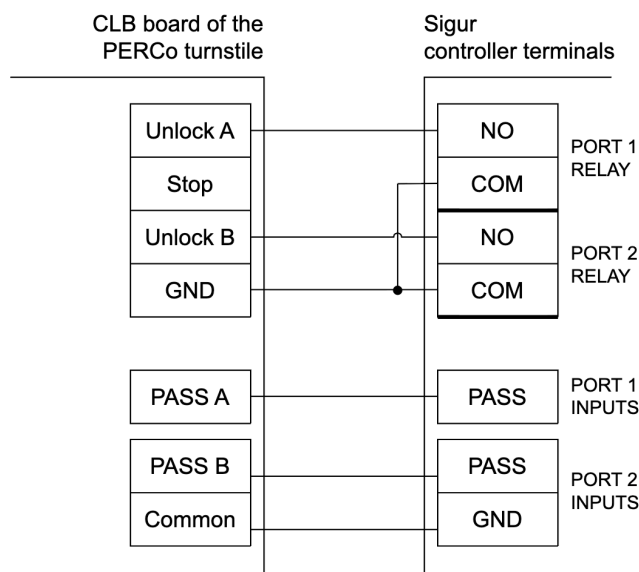 CLB board of the
PERCo turnstile
Sigur
controller terminals
Unlock A
NO
PORT 1
RELAY
Stop
COM
Unlock B
NO
PORT 2
RELAY
GND
COM
PASS A
PASS
PORT 1
INPUTS
PASS B
PASS
PORT 2
INPUTS
Common
GND